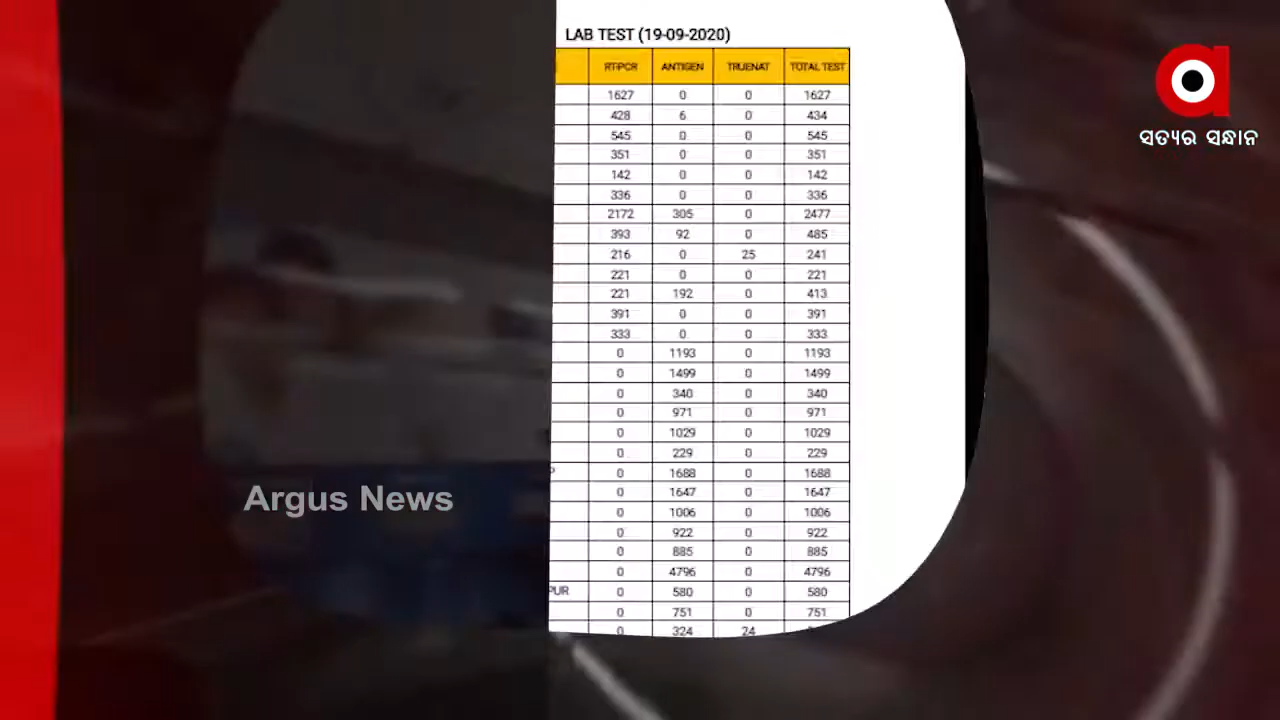 LAB TEST (19-09-2020)
RT-PCR ANTIGEN TRUENAT TOTAL TEST
1627 0 0 1627
428 6 0 434
545 0 0 545
351 0 0 351
142 0 0 142
336 0 0 336
2172 305 0 2477
393 92 0 485
216 0 25 241
221 0 0 221
221 192 0 413
391 0 0 391
333 0 0 333
0 1193 0 1193
0 1499 0 1499
0 340 0 340
0 971 0 971
0 1029 0 1029
0 229 0 229
0 1688 0 1688
0 1647 0 1647
0 1006 0 1006
0 922 0 922
0 885 0 885
0 4796 0 4796
PUR 0 580 0 580
0 751 0 751
0 324 24
ସତ୍ୟର ସନ୍ଧାନ
Argus News